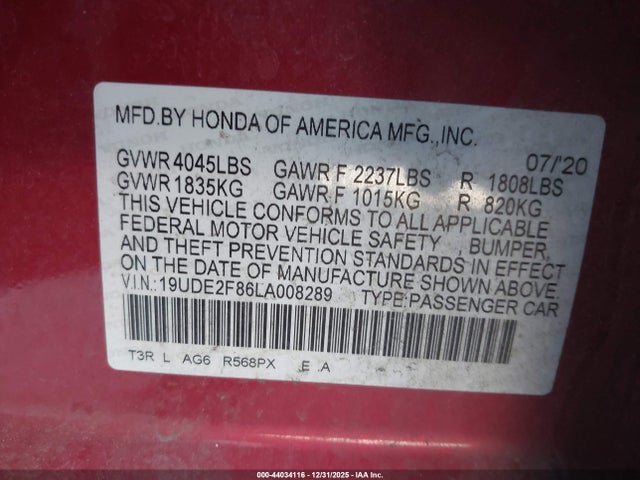 MFD.BY HONDA OF AMERICA MFG.,INC.
07/'20
GVWR 4045LBS GAWR F 2237LBS R 1808LBS
GVWR 1835KG GAWR F 1015KG R 820KG
THIS VEHICLE CONFORMS TO ALL APPLICABLE
FEDERAL MOTOR VEHICLE SAFETY , BUMPER,
AND THEFT PREVENTION STANDARDS IN EFFECT
ON THE DATE OF MANUFACTURE SHOWN ABOVE.
V.I.N.: 19UDE2F86LA008289 TYPE:PASSENGER CAR
T3R L AG6 R568PX E .A
000-44034116 - 12/31/2025 - IAA Inc.